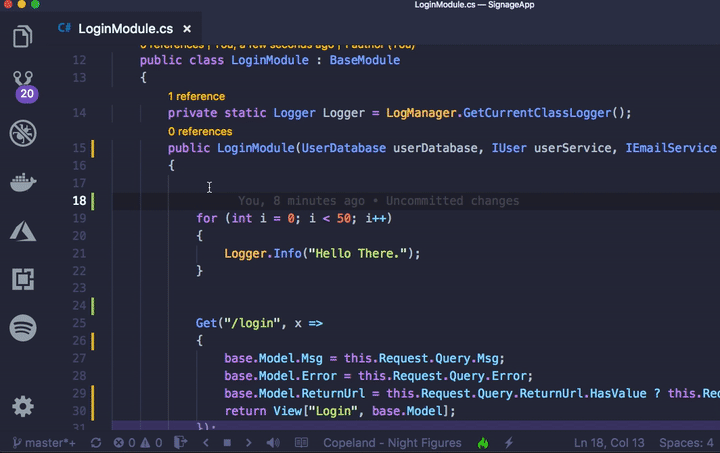 LoginModule.cs — SignageApp
C# LoginModule.cs ×
0 references | You, a few seconds ago | 1 author (You)
12 public class LoginModule : BaseModule
13 {
1 reference
14 private static Logger Logger = LogManager.GetCurrentClassLogger();
0 references
15 public LoginModule(UserDatabase userDatabase, IUser userService, IEmailService
16 {
17
18 You, 8 minutes ago • Uncommitted changes
19 for (int i = 0; i < 50; i++)
20 {
21 Logger.Info("Hello There.");
22 }
23
24
25 Get("/login", x =>
26 {
27 base.Model.Msg = this.Request.Query.Msg;
28 base.Model.Error = this.Request.Query.Error;
29 base.Model.ReturnUrl = this.Request.Query.ReturnUrl.HasValue ? this.Req
30 return View["Login", base.Model];
31 });
20
master*+ 0 0 Copeland - Night Figures Ln 18, Col 13 Spaces: 4